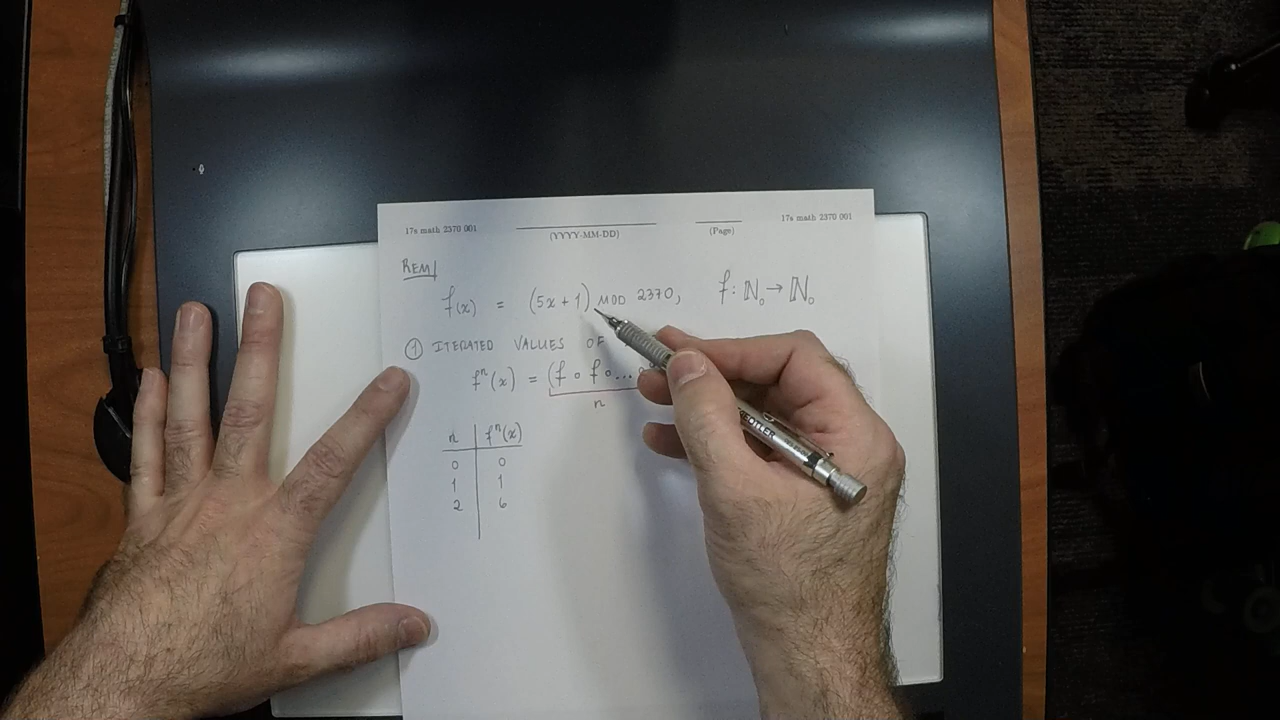 17s math 2370 001
(YYYY-MM-DD)
(Page)
17s math 2370 001
REM
f(x) = (5x+1) MOD 2370, f: ℕ₀ → ℕ₀
① ITERATED VALUES OF
fⁿ(x) = (f ∘ f ∘ ... ∘
n
n fⁿ(x)
0 0
1 1
2 6